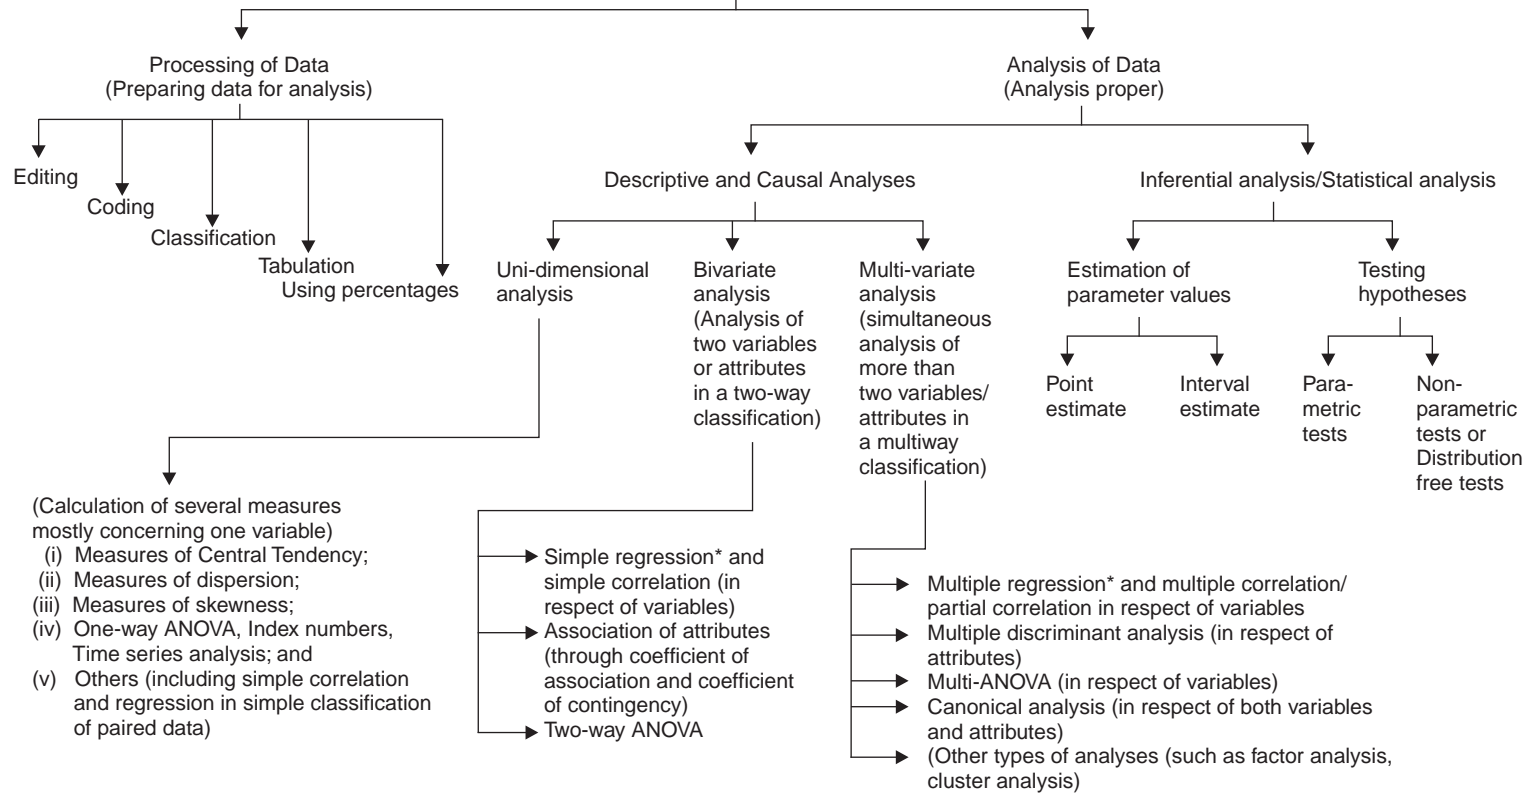 Processing of Data
(Preparing data for analysis)
Analysis of Data
(Analysis proper)
Editing
Coding
Classification
Tabulation
Using percentages
Descriptive and Causal Analyses
Inferential analysis/Statistical analysis
Uni-dimensional
analysis
Bivariate
analysis
(Analysis of
two variables
or attributes
in a two-way
classification)
Multi-variate
analysis
(simultaneous
analysis of
more than
two variables/
attributes in
a multiway
classification)
Estimation of
parameter values
Testing
hypotheses
Point
estimate
Interval
estimate
Para-
metric
tests
Non-
parametric
tests or
Distribution
free tests
(Calculation of several measures
mostly concerning one variable)
(i) Measures of Central Tendency;
(ii) Measures of dispersion;
(iii) Measures of skewness;
(iv) One-way ANOVA, Index numbers,
Time series analysis; and
(v) Others (including simple correlation
and regression in simple classification
of paired data)
Simple regression* and
simple correlation (in
respect of variables)
Association of attributes
(through coefficient of
association and coefficient
of contingency)
Two-way ANOVA
Multiple regression* and multiple correlation/
partial correlation in respect of variables
Multiple discriminant analysis (in respect of
attributes)
Multi-ANOVA (in respect of variables)
Canonical analysis (in respect of both variables
and attributes)
(Other types of analyses (such as factor analysis,
cluster analysis)